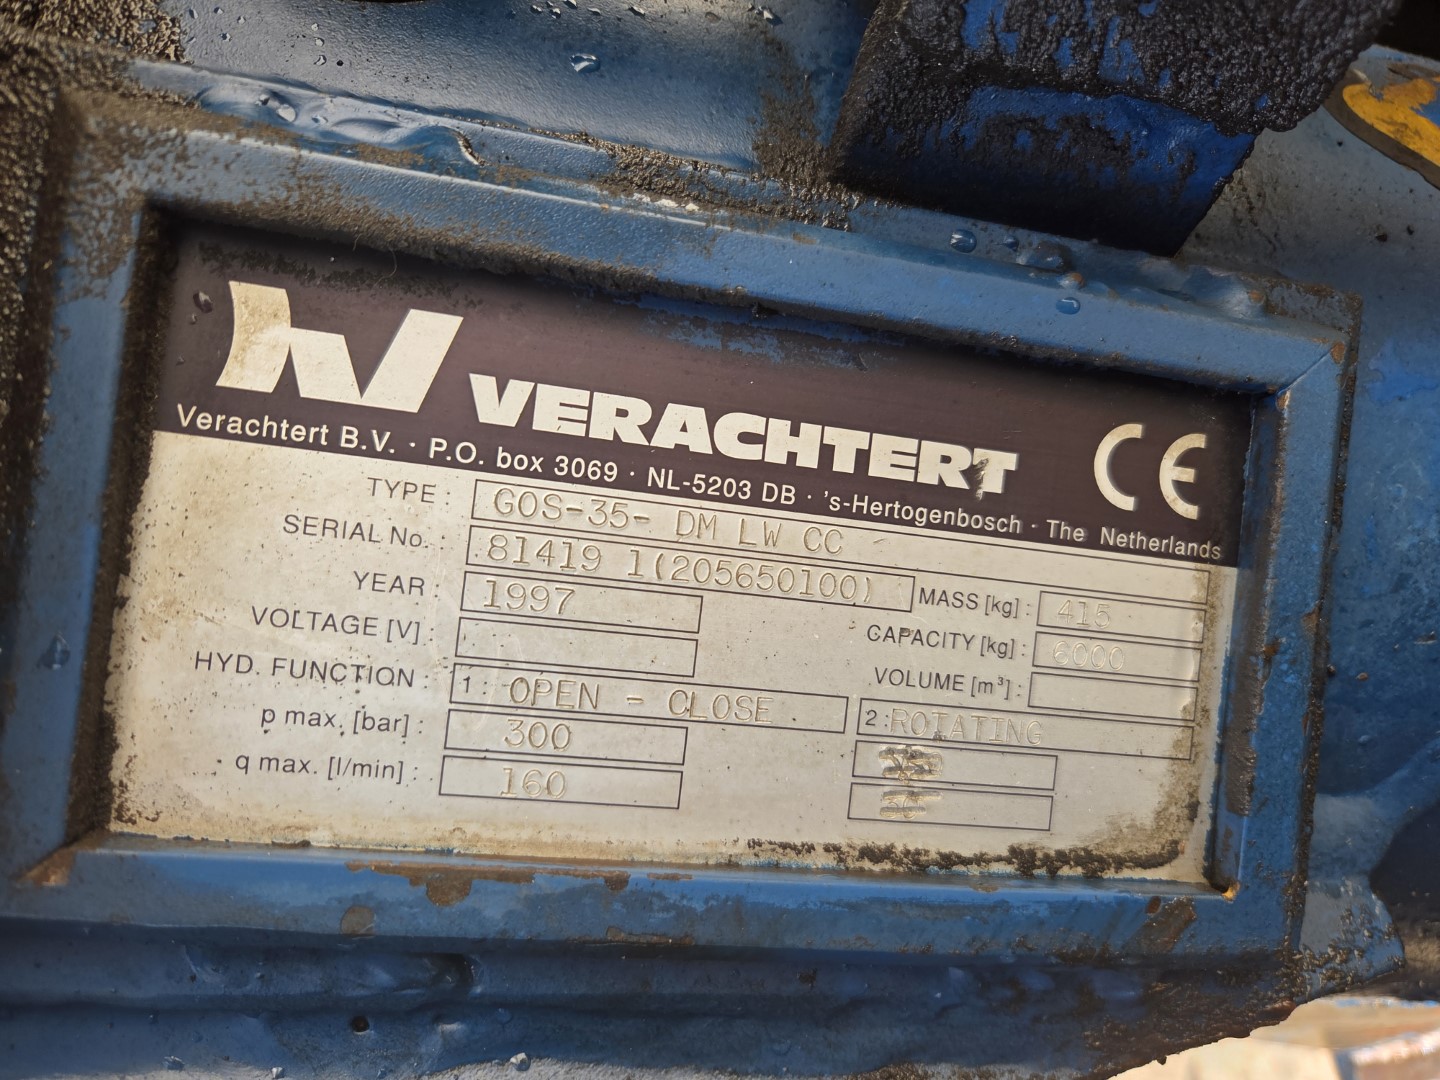 VERACHTERT CE
Verachtert B.V. · P.O. box 3069 · NL-5203 DB · 's-Hertogenbosch · The Netherlands
TYPE : GOS-35- DM LW CC
SERIAL No. : 81419 1(205650100)
MASS [kg] : 415
YEAR : 1997
CAPACITY [kg] : 6000
VOLTAGE [V] :
VOLUME [m³] :
HYD. FUNCTION : 1 : OPEN - CLOSE 2 : ROTATING
p max. [bar] : 300
q max. [l/min] : 160